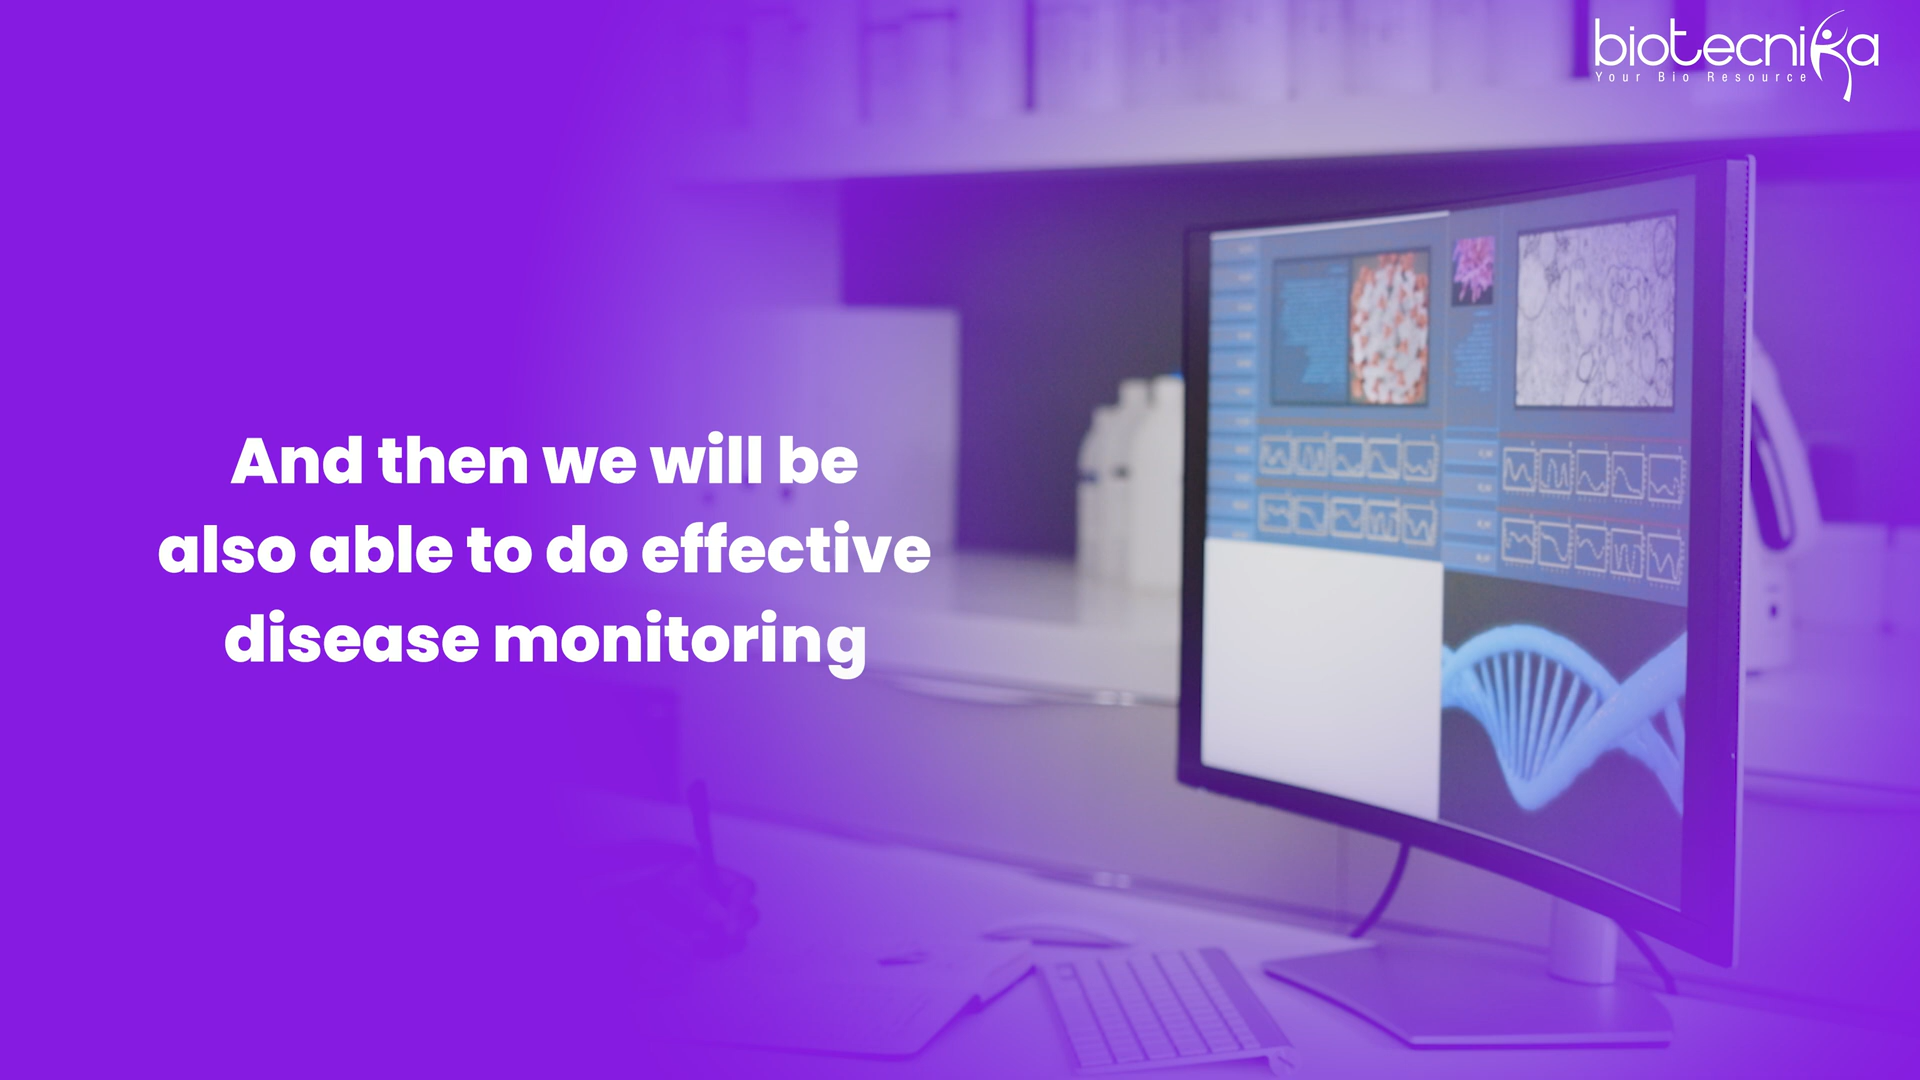 biotecnika
Your Bio Resource
And then we will be
also able to do effective
disease monitoring